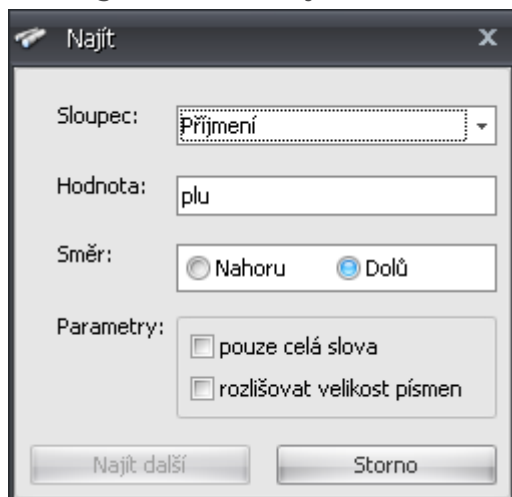 Najít
Sloupec: Příjmení
Hodnota: plu
Směr: Nahoru Dolů
Parametry: pouze celá slova
rozlišovat velikost písmen
Najít další Storno